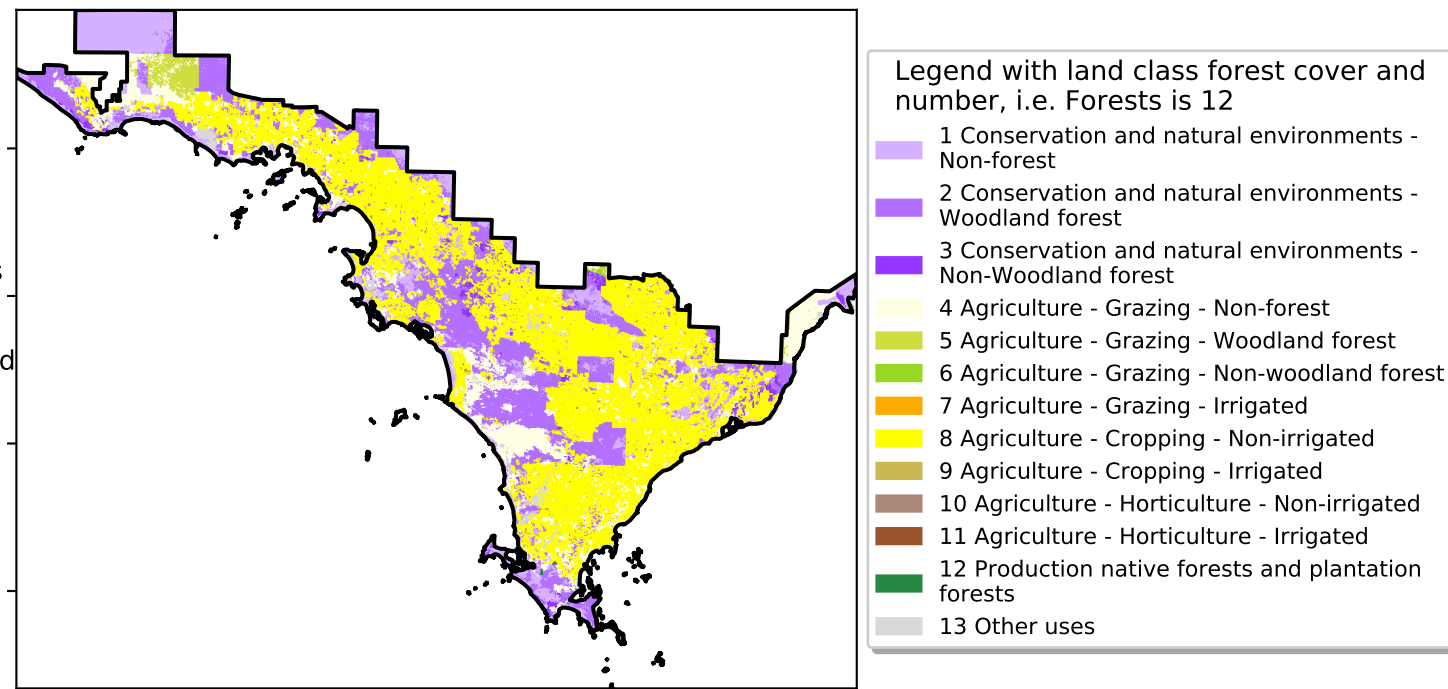 Legend with land class forest cover and
number, i.e. Forests is 12
1 Conservation and natural environments -
Non-forest
2 Conservation and natural environments -
Woodland forest
3 Conservation and natural environments -
Non-Woodland forest
4 Agriculture - Grazing - Non-forest
5 Agriculture - Grazing - Woodland forest
6 Agriculture - Grazing - Non-woodland forest
7 Agriculture - Grazing - Irrigated
8 Agriculture - Cropping - Non-irrigated
9 Agriculture - Cropping - Irrigated
10 Agriculture - Horticulture - Non-irrigated
11 Agriculture - Horticulture - Irrigated
12 Production native forests and plantation
forests
13 Other uses